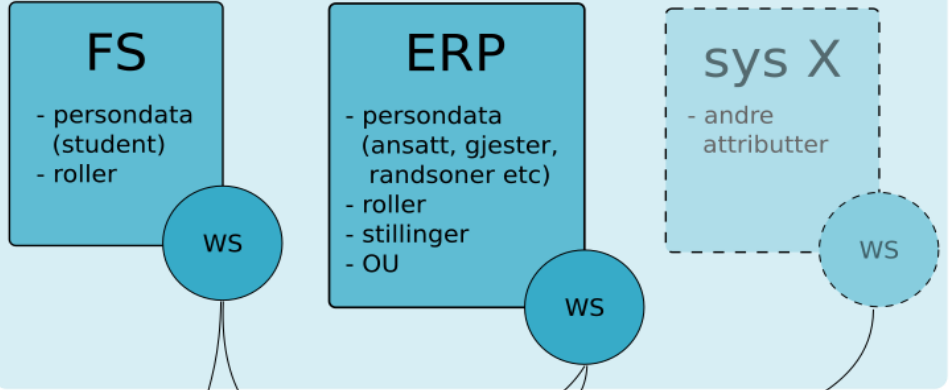 FS
- persondata
(student)
- roller
WS
ERP
- persondata
(ansatt, gjester,
randsoner etc)
- roller
- stillinger
- OU
WS
sys X
- andre
attributter
WS